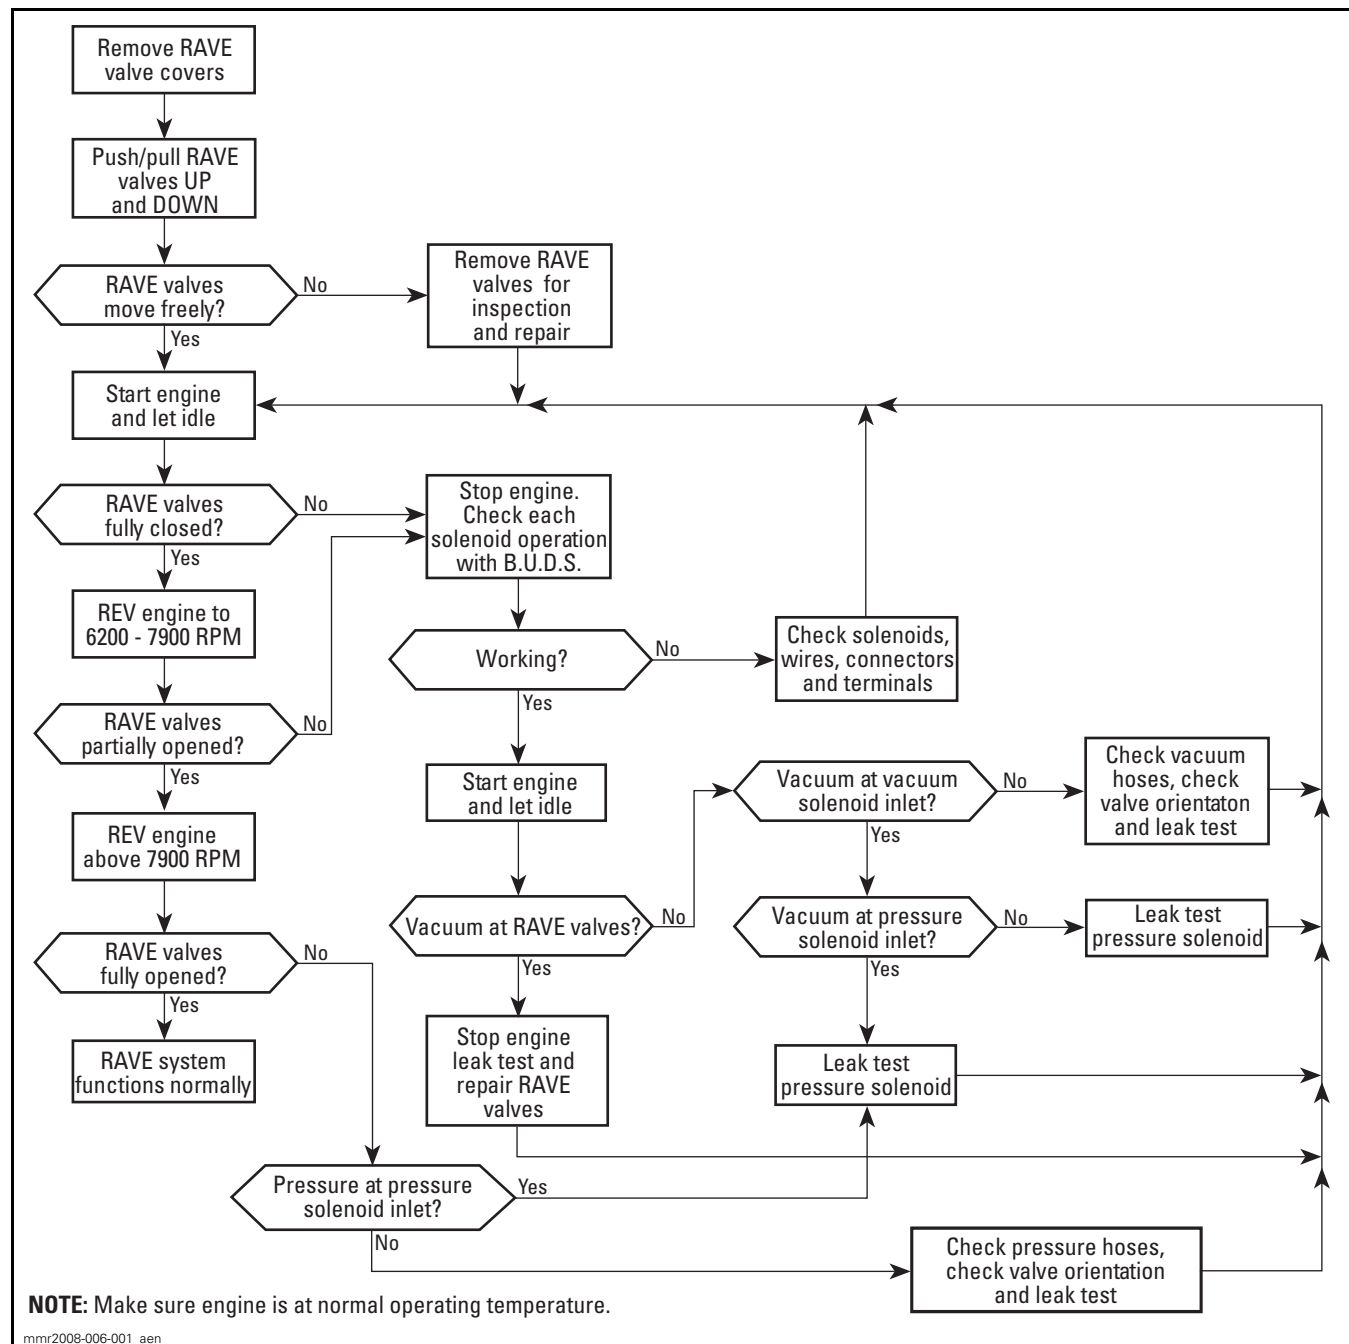 Remove RAVE
valve covers
Push/pull RAVE
valves UP
and DOWN
RAVE valves
move freely?
No
Yes
Remove RAVE
valves for
inspection
and repair
Start engine
and let idle
RAVE valves
fully closed?
No
Yes
Stop engine.
Check each
solenoid operation
with B.U.D.S.
REV engine to
6200 - 7900 RPM
Working?
No
Yes
Check solenoids,
wires, connectors
and terminals
RAVE valves
partially opened?
No
Yes
Start engine
and let idle
Vacuum at vacuum
solenoid inlet?
No
Yes
Check vacuum
hoses, check
valve orientaton
and leak test
REV engine
above 7900 RPM
Vacuum at RAVE valves?
No
Yes
Vacuum at pressure
solenoid inlet?
No
Yes
Leak test
pressure solenoid
RAVE valves
fully opened?
No
Yes
RAVE system
functions normally
Stop engine
leak test and
repair RAVE
valves
Leak test
pressure solenoid
Pressure at pressure
solenoid inlet?
Yes
No
Check pressure hoses,
check valve orientation
and leak test
NOTE: Make sure engine is at normal operating temperature.
mmr2008-006-001_aen